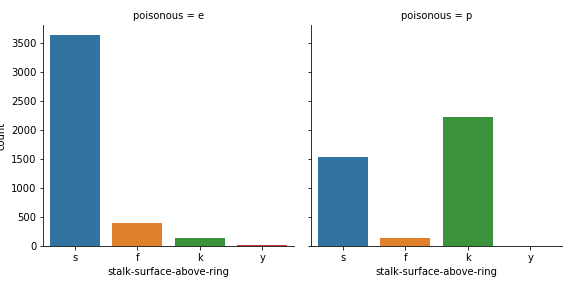 poisonous = e
poisonous = p
3500
3000
2500
2000
1500
1000
500
0
count
s f k y
s f k y
stalk-surface-above-ring
stalk-surface-above-ring